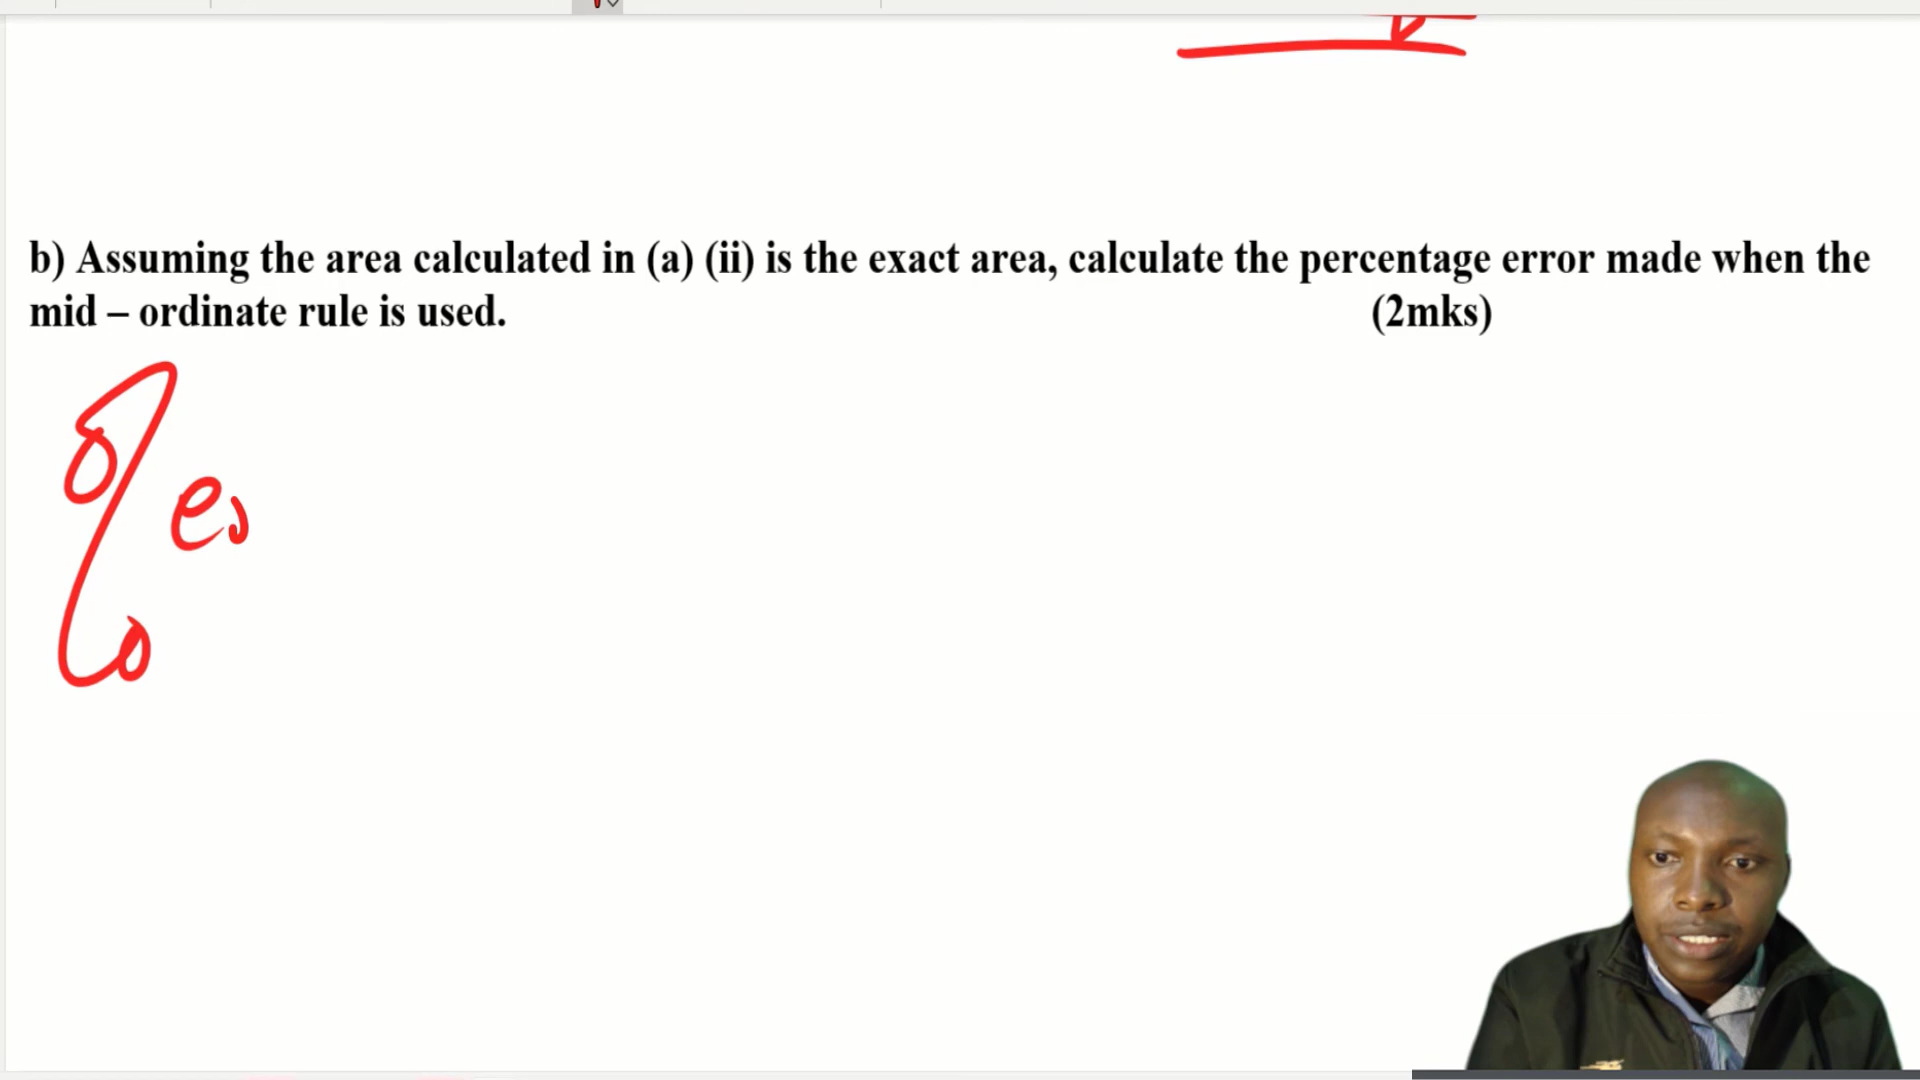 b) Assuming the area calculated in (a) (ii) is the exact area, calculate the percentage error made when the
mid – ordinate rule is used. (2mks)
% e